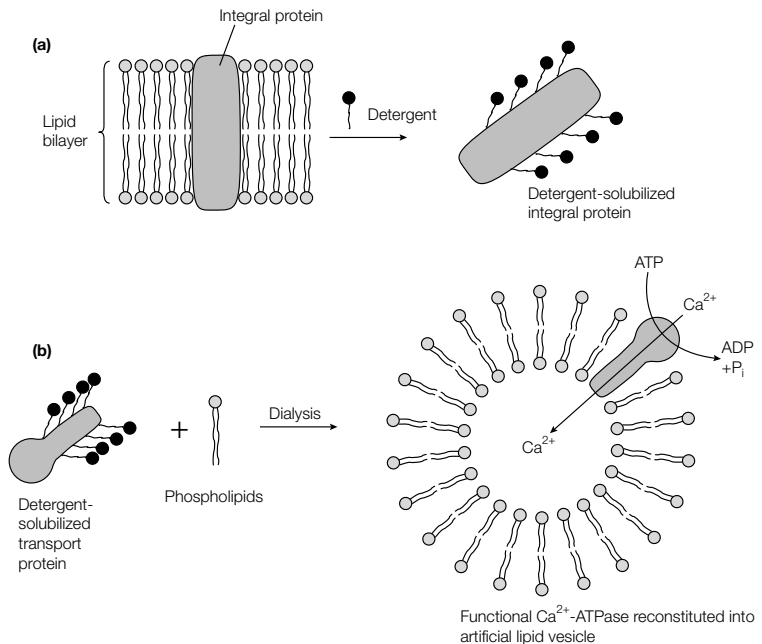 Integral protein
(a)
Lipid
bilayer
Detergent
Detergent-solubilized
integral protein
(b)
ATP
Ca²⁺
ADP
+Pᵢ
Ca²⁺
Dialysis
+
Phospholipids
Detergent-
solubilized
transport
protein
Functional Ca²⁺-ATPase reconstituted into
artificial lipid vesicle